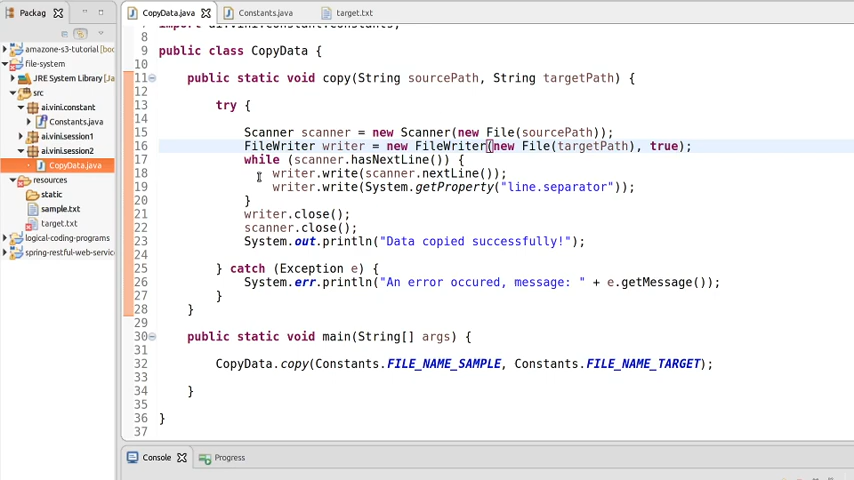 Packag
CopyData.java
Constants.java
target.txt
amazone-s3-tutorial [boo
file-system
JRE System Library [Ja
src
ai.vini.constant
Constants.java
ai.vini.session1
ai.vini.session2
CopyData.java
resources
static
sample.txt
target.txt
logical-coding-programs
spring-restful-web-service
8
9 public class CopyData {
10
11 public static void copy(String sourcePath, String targetPath) {
12
13 try {
14
15 Scanner scanner = new Scanner(new File(sourcePath));
16 FileWriter writer = new FileWriter(new File(targetPath), true);
17 while (scanner.hasNextLine()) {
18 writer.write(scanner.nextLine());
19 writer.write(System.getProperty("line.separator"));
20 }
21 writer.close();
22 scanner.close();
23 System.out.println("Data copied successfully!");
24
25 } catch (Exception e) {
26 System.err.println("An error occured, message: " + e.getMessage());
27 }
28 }
29
30 public static void main(String[] args) {
31
32 CopyData.copy(Constants.FILE_NAME_SAMPLE, Constants.FILE_NAME_TARGET);
33
34 }
35
36 }
37
Console
Progress